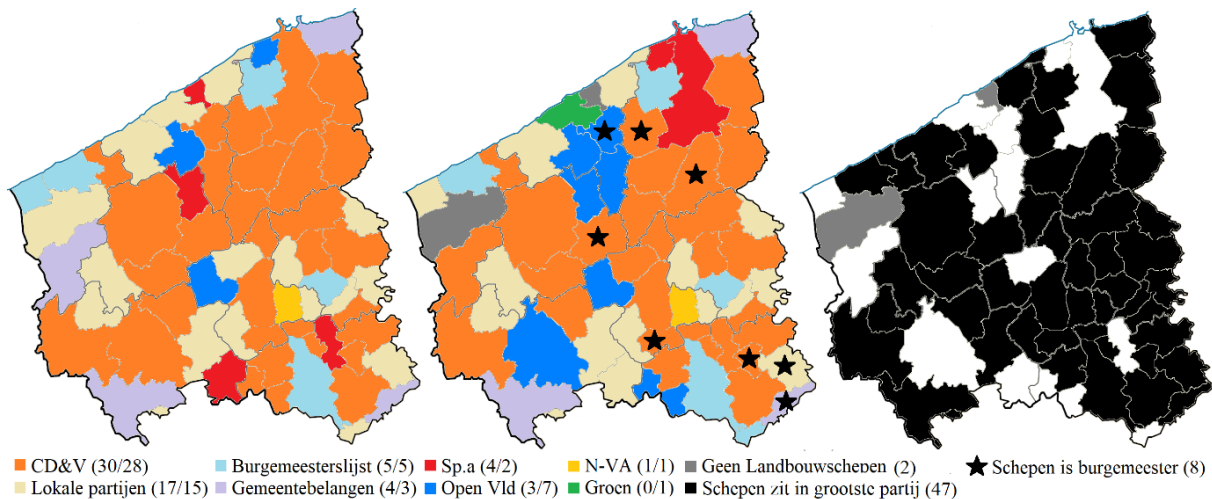 CD&V (30/28) Burgemeesterslijst (5/5) Sp.a (4/2) N-VA (1/1) Geen Landbouwschepen (2) Schepen is burgemeester (8)
Lokale partijen (17/15) Gemeentebelangen (4/3) Open Vld (3/7) Groen (0/1) Schepen zit in grootste partij (47)